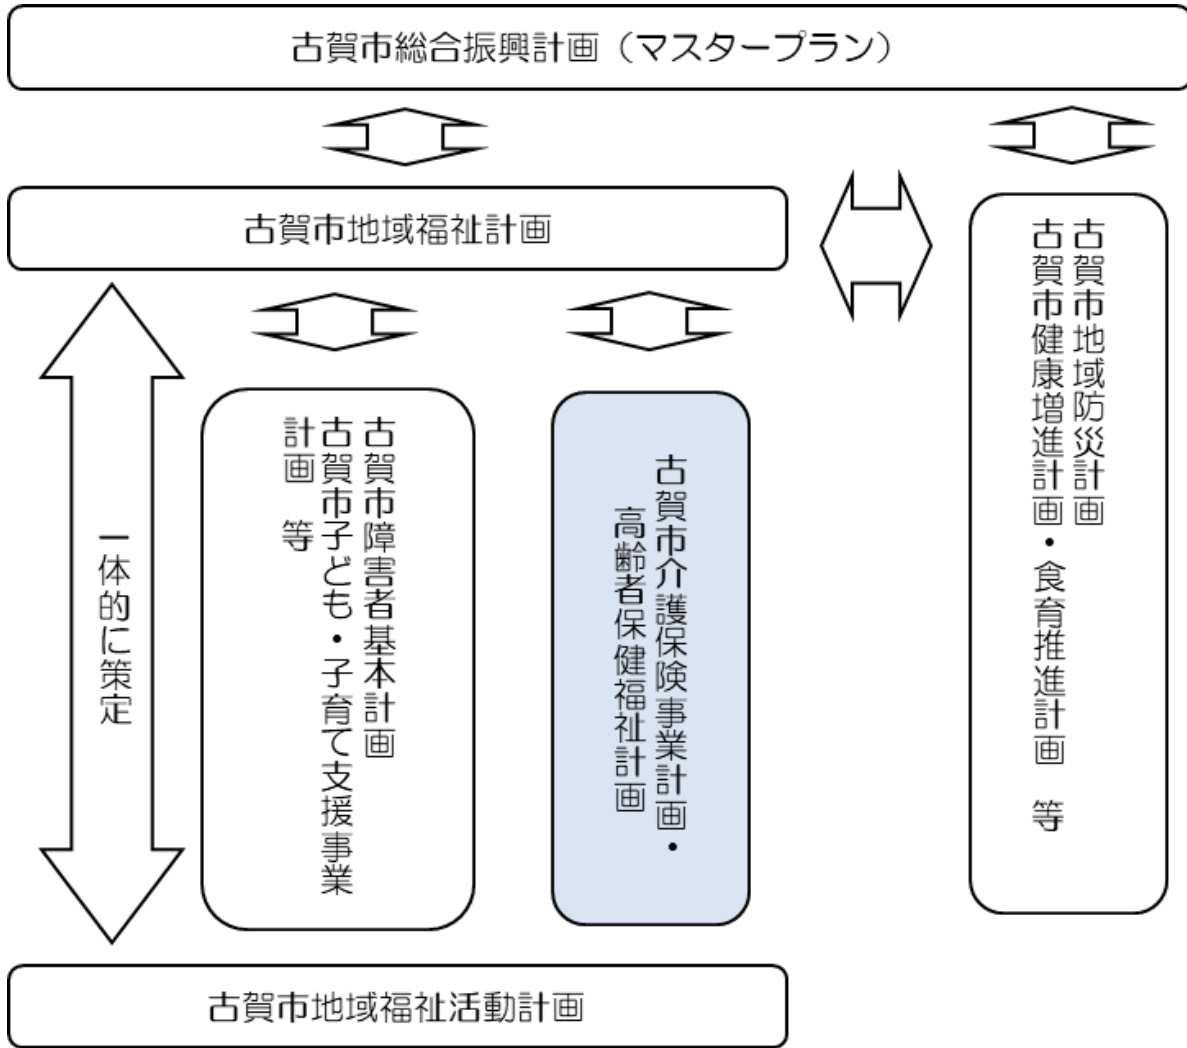 古賀市総合振興計画（マスタープラン）
古賀市地域福祉計画
古賀市地域防災計画
古賀市健康増進計画・食育推進計画　等
一体的に策定
古賀市障害者基本計画
古賀市子ども・子育て支援事業
計画　等
古賀市介護保険事業計画・
高齢者保健福祉計画
古賀市地域福祉活動計画